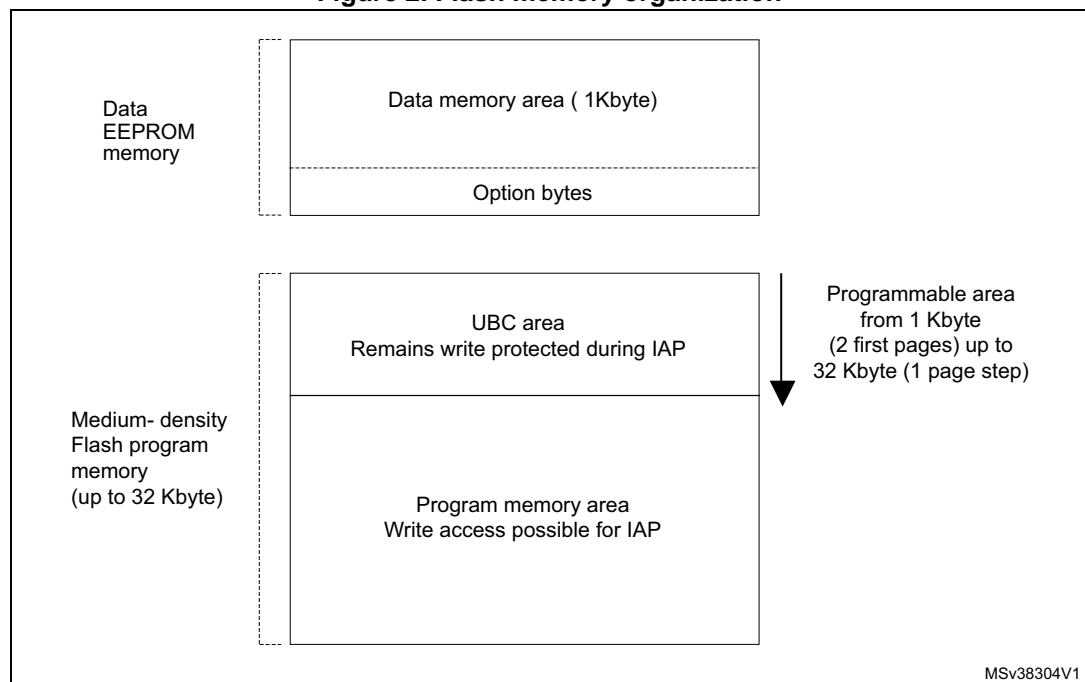 Figure 2. Flash memory organization
Data
EEPROM
memory
Data memory area ( 1Kbyte)
Option bytes
Medium- density
Flash program
memory
(up to 32 Kbyte)
UBC area
Remains write protected during IAP
Program memory area
Write access possible for IAP
Programmable area
from 1 Kbyte
(2 first pages) up to
32 Kbyte (1 page step)
MSv38304V1